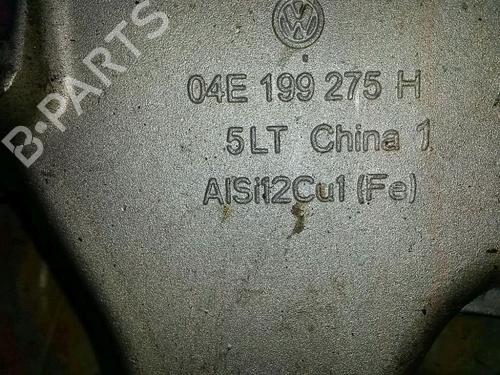 B-PARTS
04E 199 275 H
5LT China 1
AlSi12Cu1 (Fe)